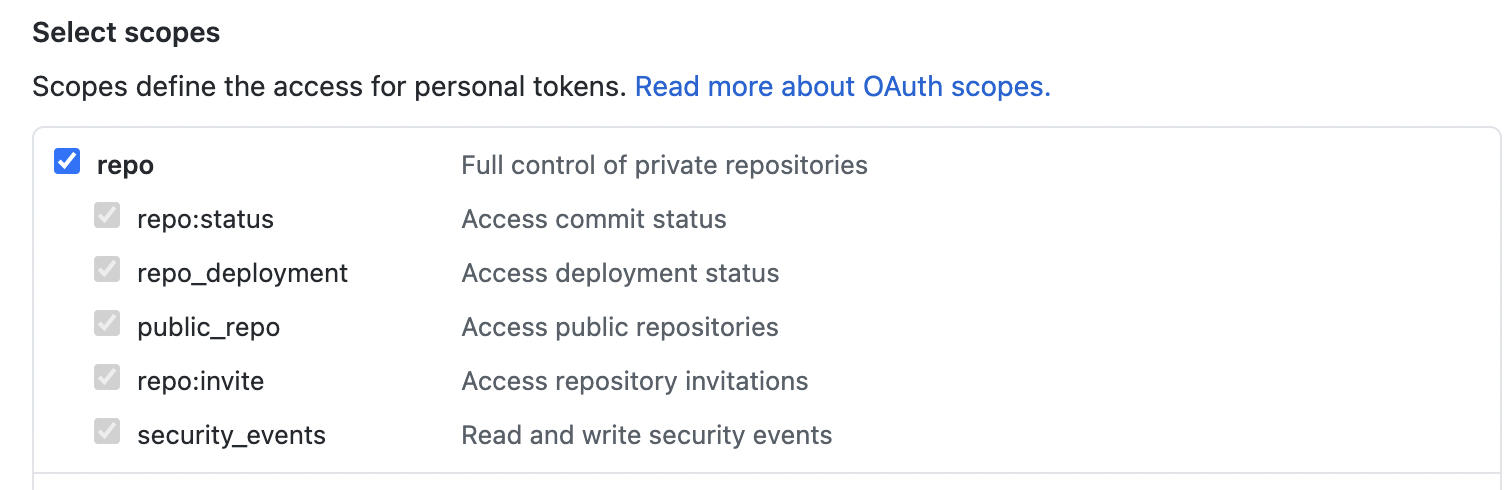 Select scopes
Scopes define the access for personal tokens. Read more about OAuth scopes.
repo Full control of private repositories
repo:status Access commit status
repo_deployment Access deployment status
public_repo Access public repositories
repo:invite Access repository invitations
security_events Read and write security events